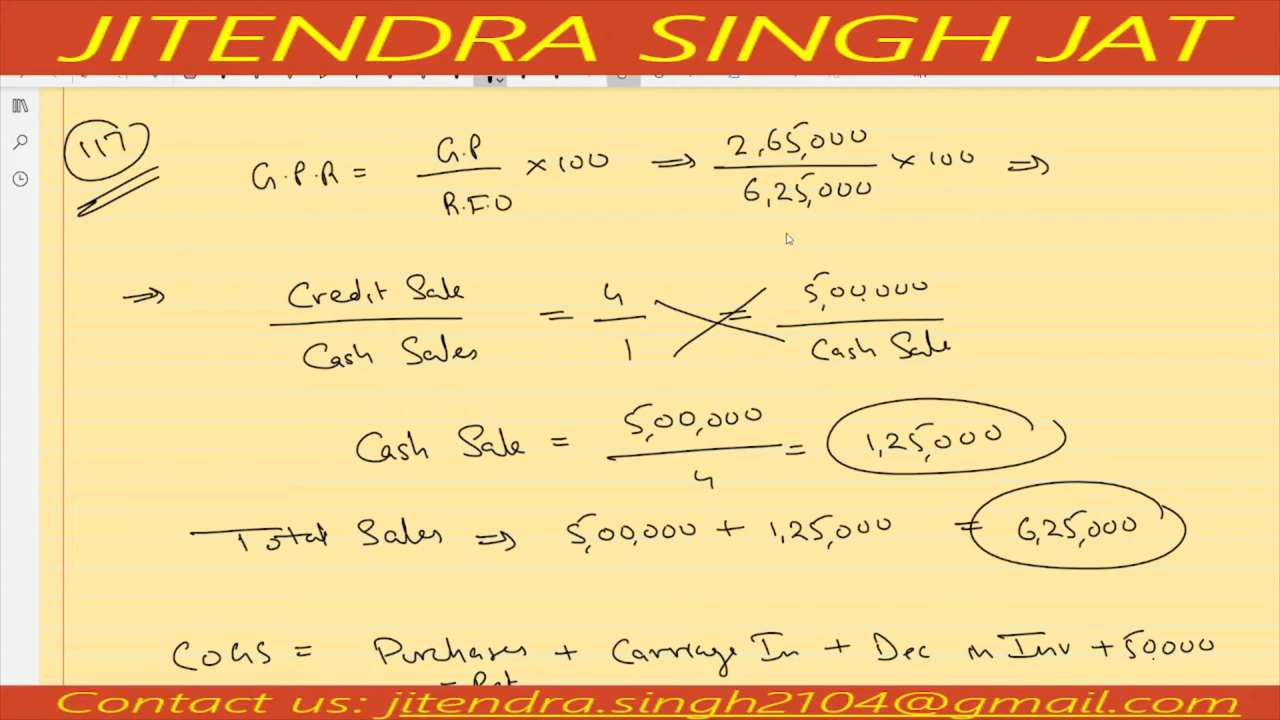 JITENDRA SINGH JAT
117
G.P.R = G.P / R.F.O × 100 ⇒ 2,65,000 / 6,25,000 × 100 ⇒
⇒ Credit Sale / Cash Sales = 4 / 1 = 5,00,000 / Cash Sale
Cash Sale = 5,00,000 / 4 = 1,25,000
Total Sales ⇒ 5,00,000 + 1,25,000 = 6,25,000
COGS = Purchases + Carriage In + Dec in Inv + 50000
Contact us: jitendra.singh2104@gmail.com